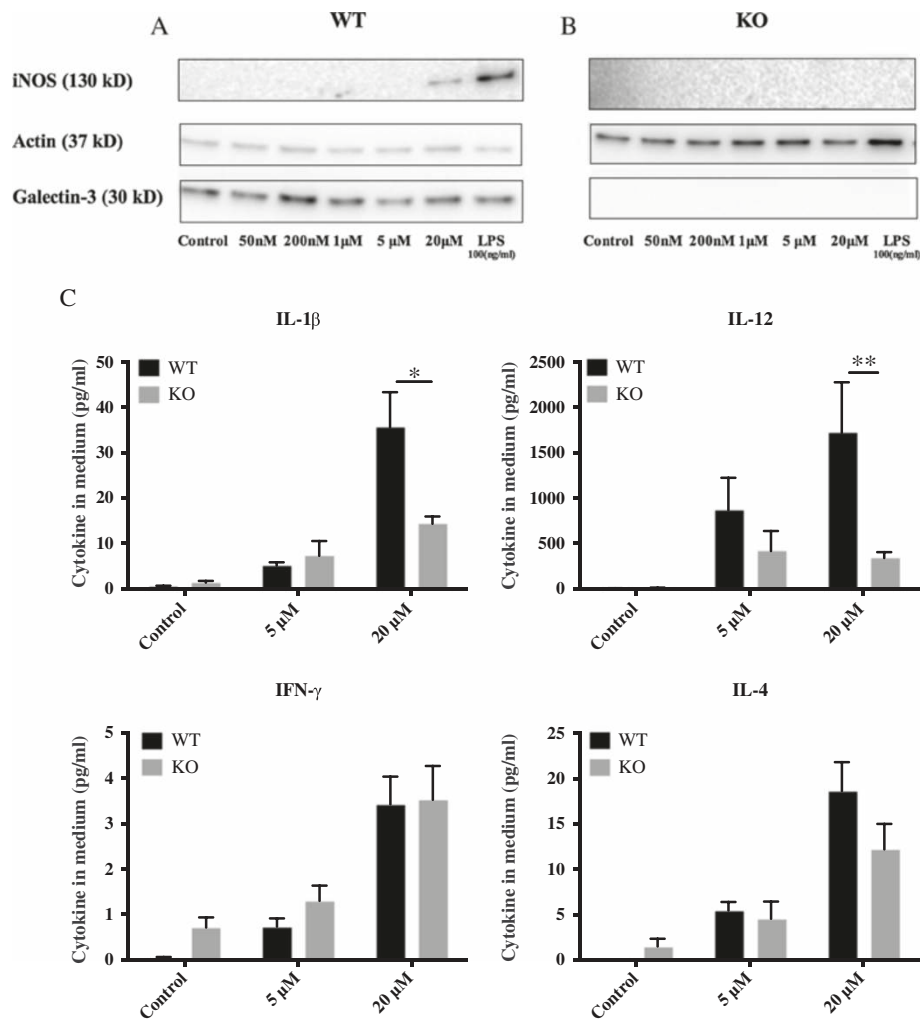 A WT
B KO
iNOS (130 kD)
Actin (37 kD)
Galectin-3 (30 kD)
Control 50nM 200nM 1µM 5 µM 20µM LPS
100(ng/ml)
Control 50nM 200nM 1µM 5 µM 20µM LPS
100(ng/ml)
C
IL-1β
Cytokine in medium (pg/ml)
50
40
30
20
10
0
WT
KO
*
Control 5 µM 20 µM
IL-12
Cytokine in medium (pg/ml)
2500
2000
1500
1000
500
0
WT
KO
**
Control 5 µM 20 µM
IFN-γ
Cytokine in medium (pg/ml)
5
4
3
2
1
0
WT
KO
Control 5 µM 20 µM
IL-4
Cytokine in medium (pg/ml)
25
20
15
10
5
0
WT
KO
Control 5 µM 20 µM